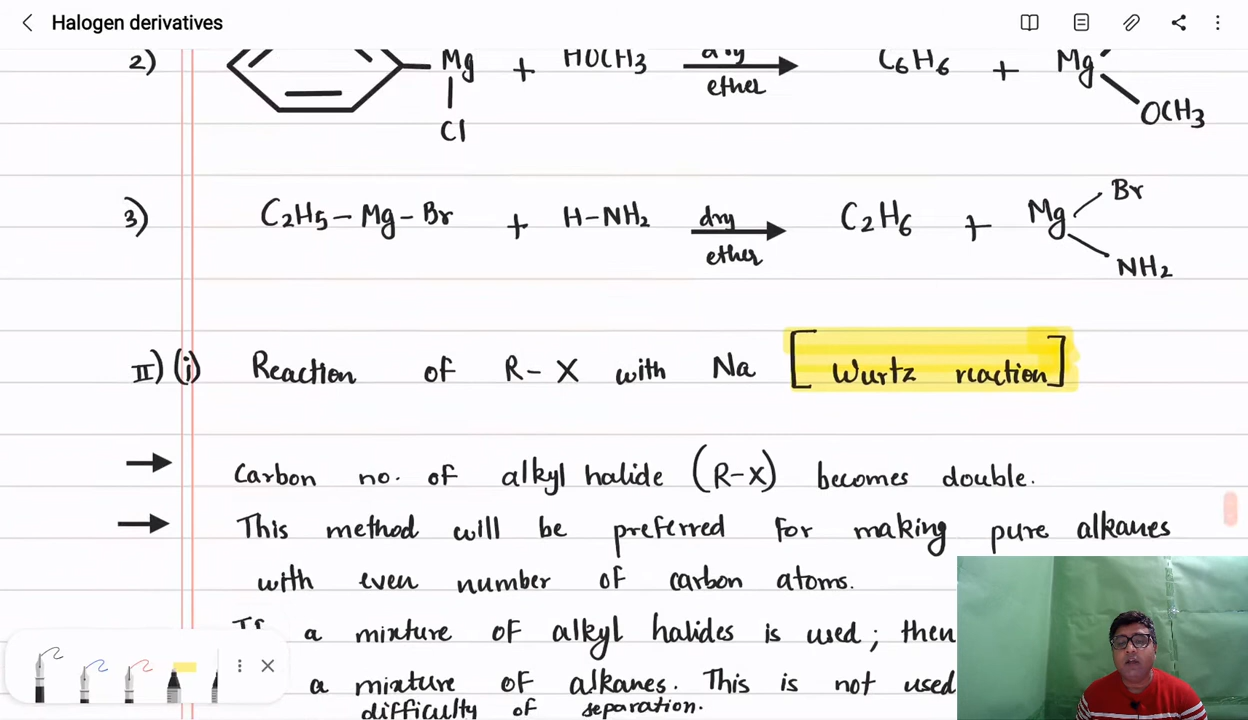 Halogen derivatives
2) Mg + HOCH3 dry C6H6 + Mg
ether
Cl OCH3
3) C2H5-Mg-Br + H-NH2 dry C2H6 + Mg Br
ether
NH2
II) (i) Reaction of R-X with Na [Wurtz reaction]
Carbon no. of alkyl halide (R-X) becomes double.
This method will be preferred for making pure alkanes
with even number of carbon atoms.
If a mixture of alkyl halides is used; then
a mixture of alkanes. This is not used
difficulty of separation.